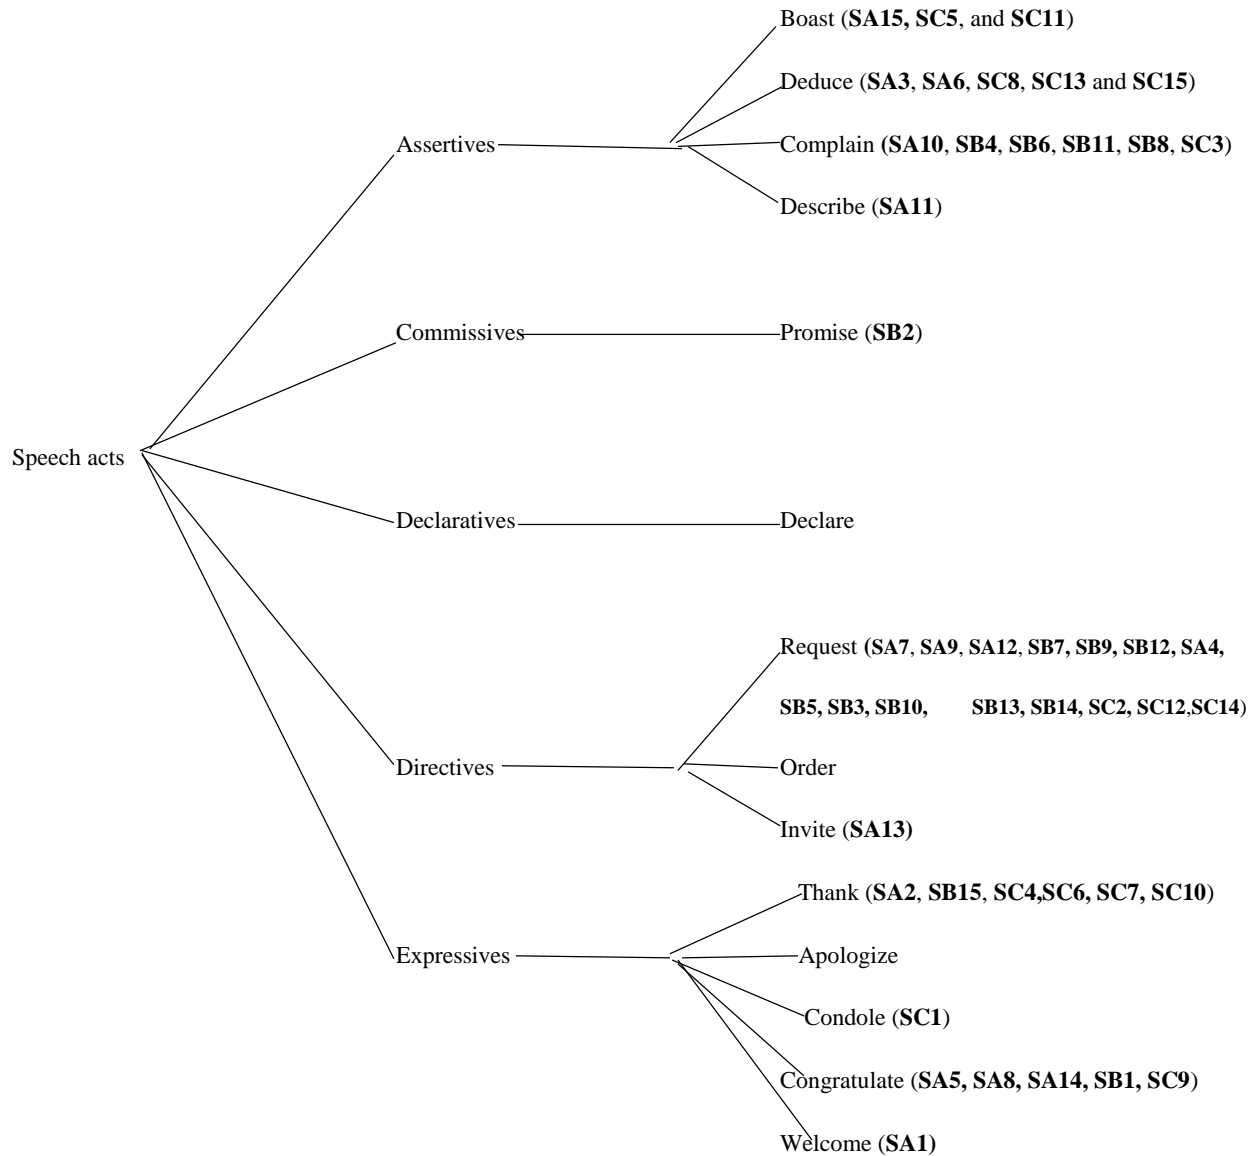 Boast (SA15, SC5, and SC11)
Deduce (SA3, SA6, SC8, SC13 and SC15)
Assertives
Complain (SA10, SB4, SB6, SB11, SB8, SC3)
Describe (SA11)
Commissives
Promise (SB2)
Speech acts
Declaratives
Declare
Request (SA7, SA9, SA12, SB7, SB9, SB12, SA4,
SB5, SB3, SB10, SB13, SB14, SC2, SC12,SC14)
Directives
Order
Invite (SA13)
Thank (SA2, SB15, SC4,SC6, SC7, SC10)
Expressives
Apologize
Condole (SC1)
Congratulate (SA5, SA8, SA14, SB1, SC9)
Welcome (SA1)